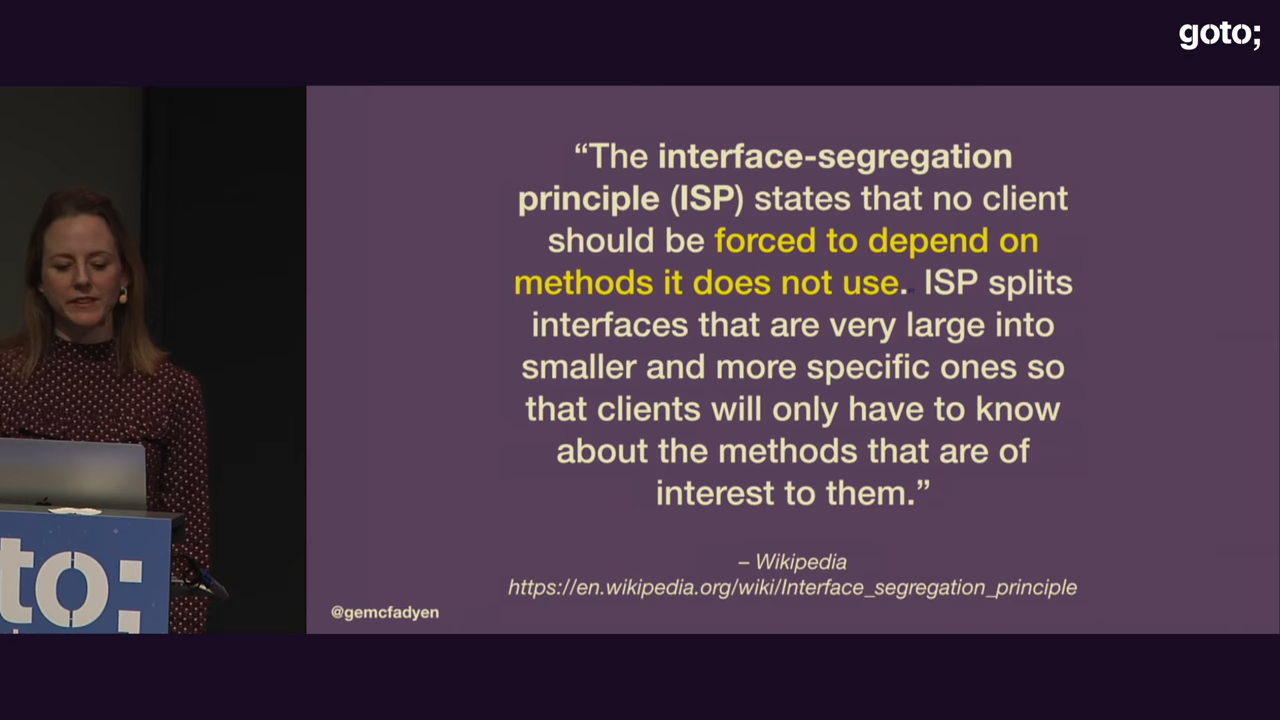 goto;
“The interface-segregation
principle (ISP) states that no client
should be forced to depend on
methods it does not use. ISP splits
interfaces that are very large into
smaller and more specific ones so
that clients will only have to know
about the methods that are of
interest to them.”
– Wikipedia
https://en.wikipedia.org/wiki/Interface_segregation_principle
@gemcfadyen
to;